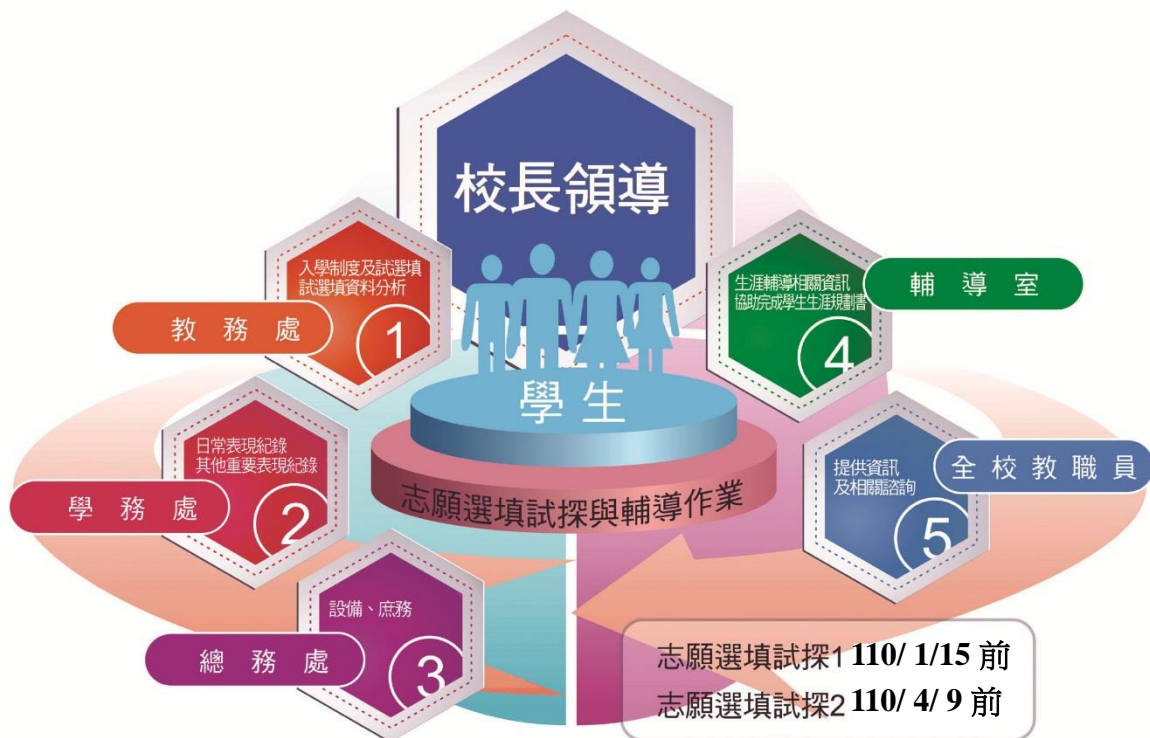 校長領導
入學制度及試選填
試選填資料分析
教務處
1
日常表現紀錄
其他重要表現紀錄
學務處
2
設備、庶務
總務處
3
生涯輔導相關資訊
協助完成學生生涯規劃書
輔導室
4
提供資訊
及相關諮詢
全校教職員
5
學生
志願選填試探與輔導作業
志願選填試探1 110/ 1/15 前
志願選填試探2 110/ 4/ 9 前